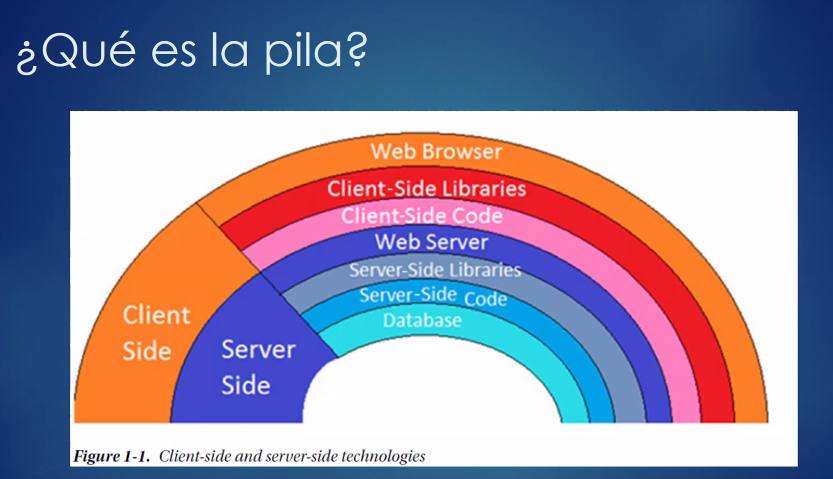 ¿Qué es la pila?
Web Browser
Client-Side Libraries
Client-Side Code
Web Server
Server-Side Libraries
Server-Side Code
Database
Client
Side
Server
Side
Figure 1-1. Client-side and server-side technologies